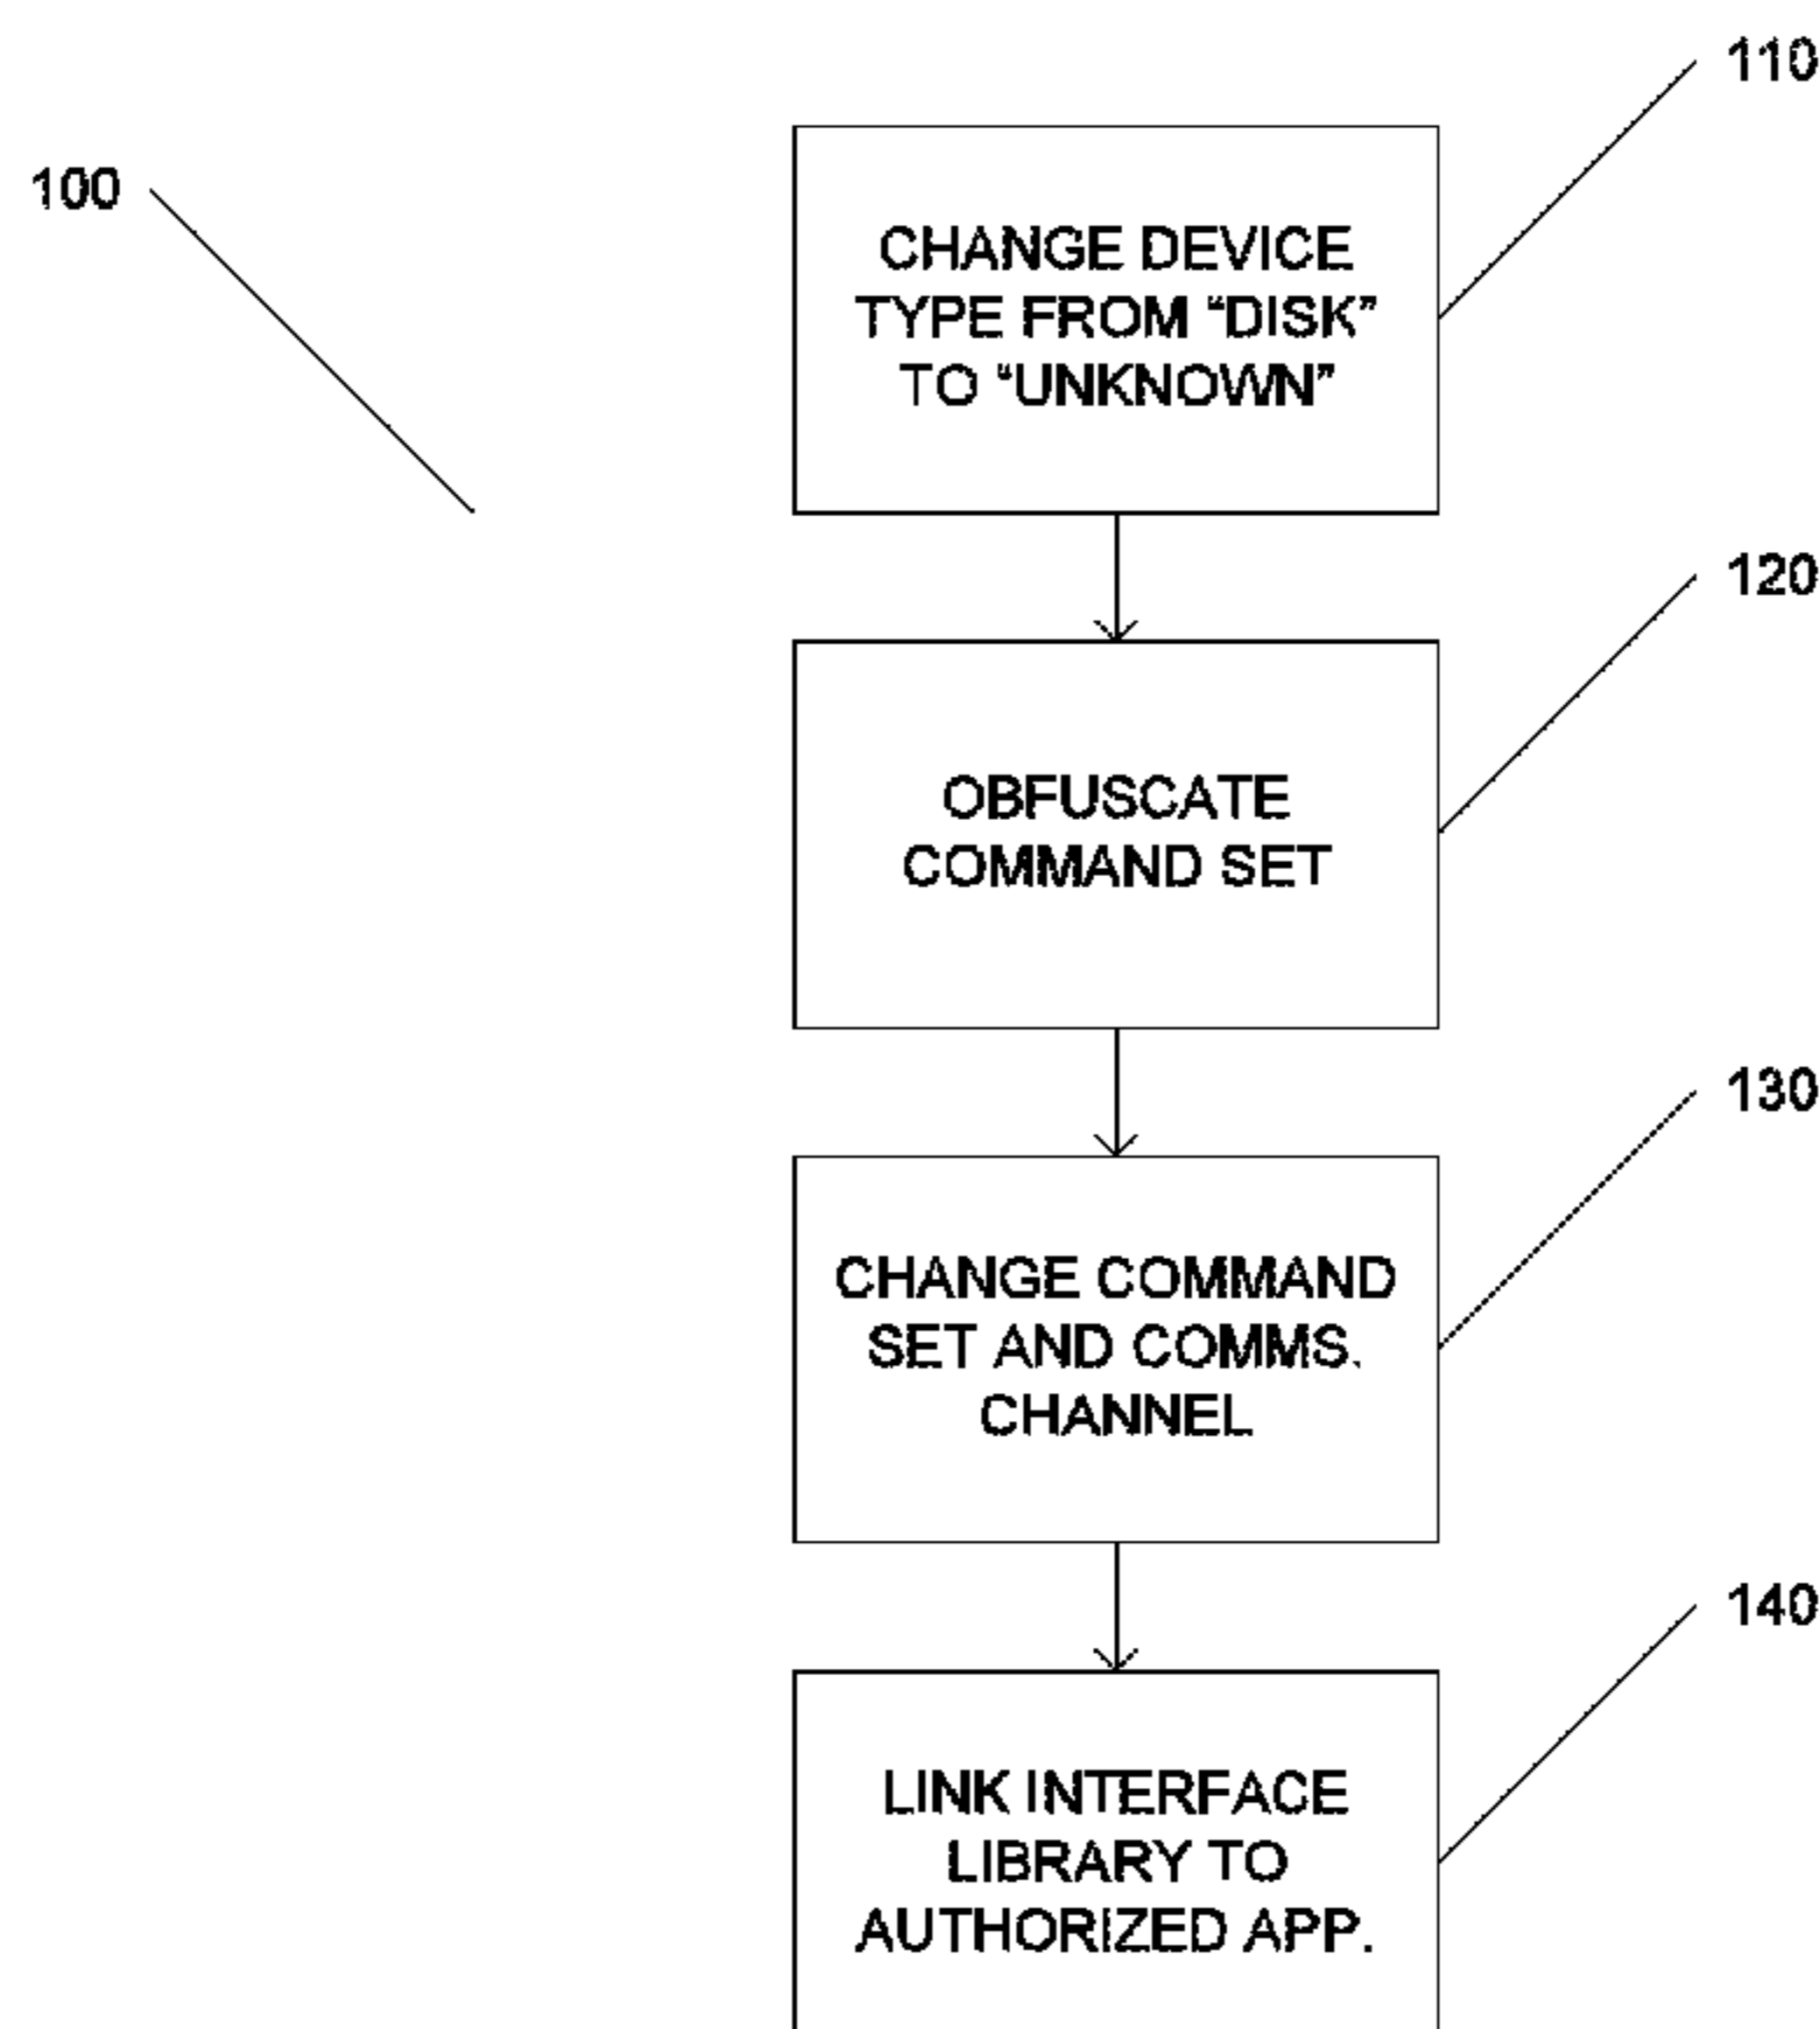 110
100
CHANGE DEVICE
TYPE FROM “DISK”
TO “UNKNOWN”
120
OBFUSCATE
COMMAND SET
130
CHANGE COMMAND
SET AND COMMS.
CHANNEL
140
LINK INTERFACE
LIBRARY TO
AUTHORIZED APP.